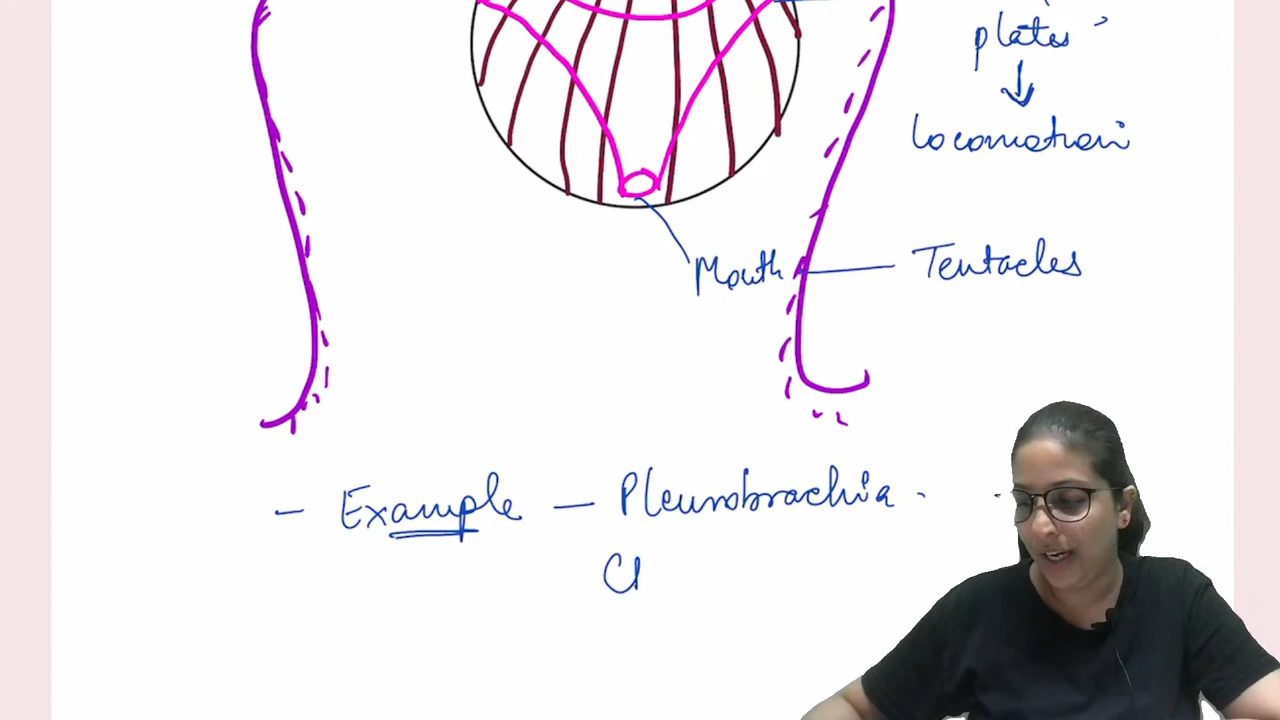 plates
locomotion
Mouth
Tentacles
- Example - Pleurobrachia